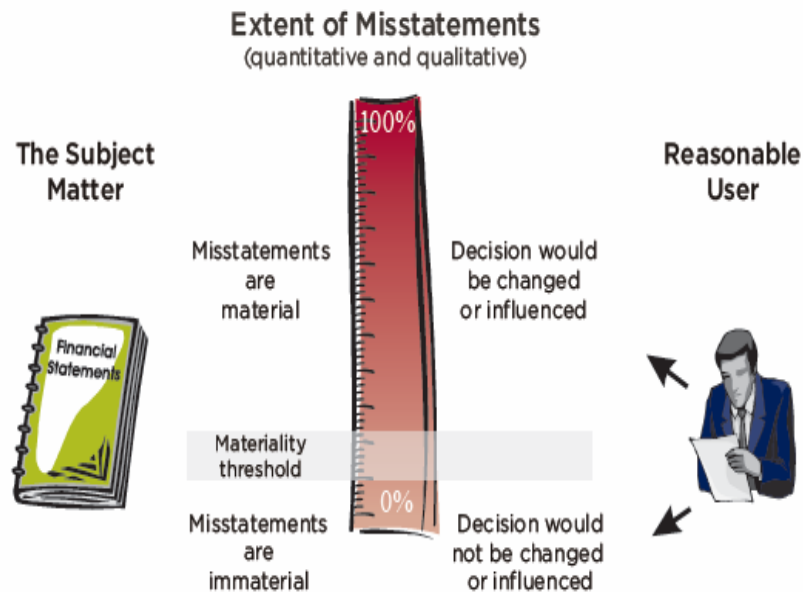 Extent of Misstatements
(quantitative and qualitative)
The Subject
Matter
100%
Reasonable
User
Misstatements
are
material
Decision would
be changed
or influenced
Financial
Statements
Materiality
threshold
0%
Misstatements
are
immaterial
Decision would
not be changed
or influenced